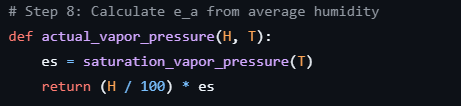 # Step 8: Calculate e_a from average humidity
def actual_vapor_pressure(H, T):
    es = saturation_vapor_pressure(T)
    return (H / 100) * es